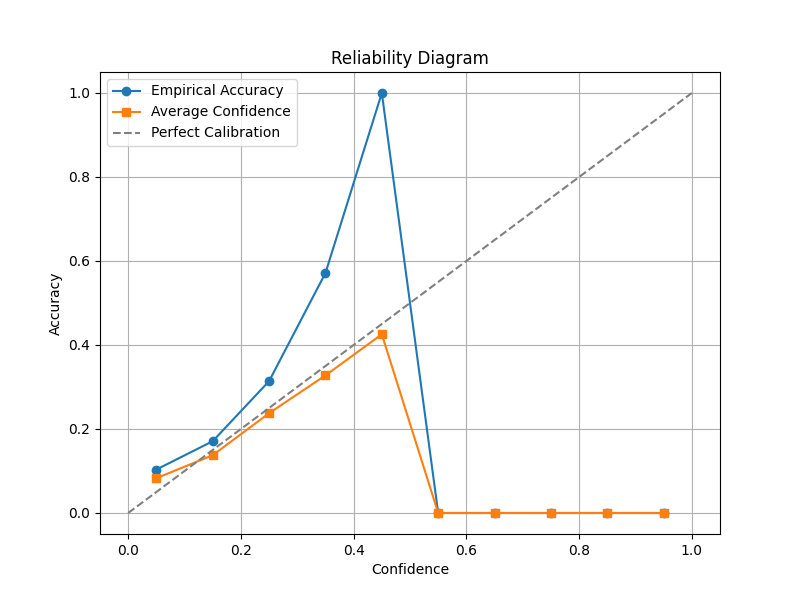 Reliability Diagram
Empirical Accuracy
Average Confidence
Perfect Calibration
1.0
0.8
0.6
0.4
0.2
0.0
Accuracy
0.0 0.2 0.4 0.6 0.8 1.0
Confidence